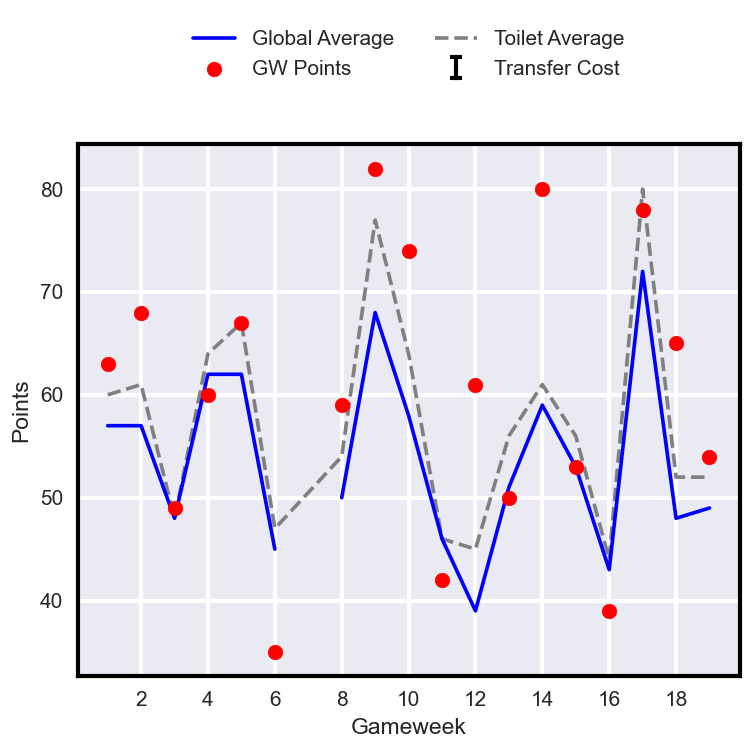 Global Average
Toilet Average
GW Points
Transfer Cost
80
70
60
50
40
Points
2 4 6 8 10 12 14 16 18
Gameweek